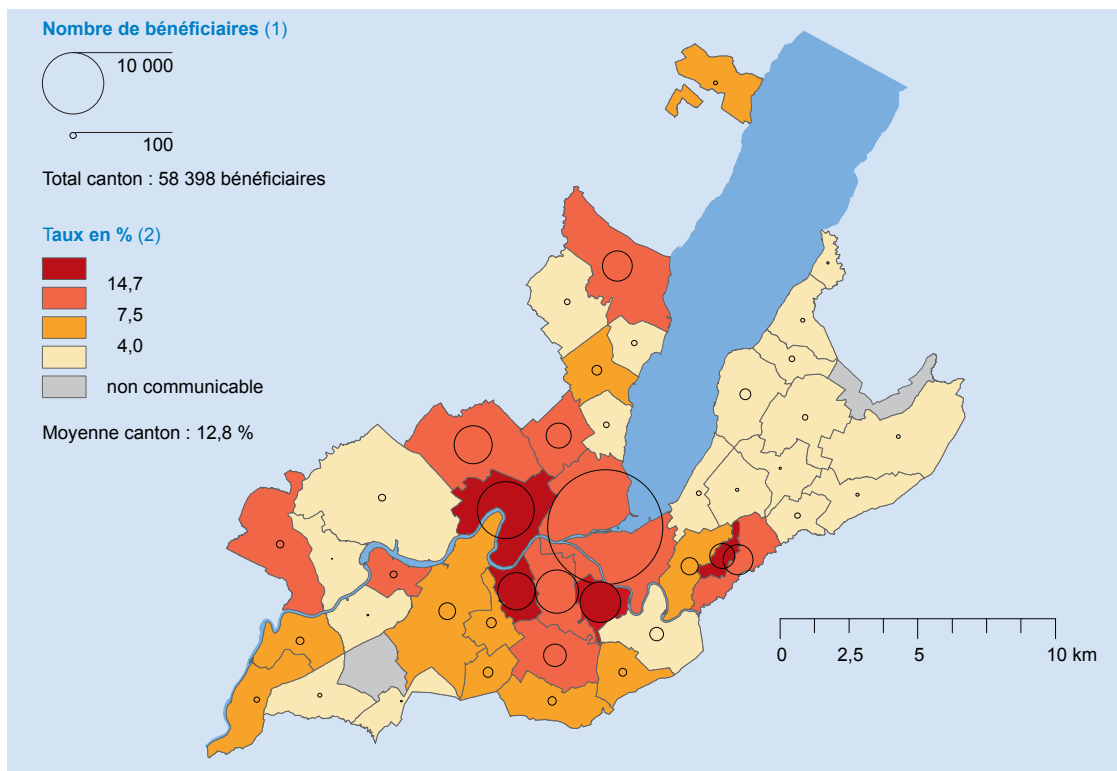 Nombre de bénéficiaires (1)
10 000
100
Total canton : 58 398 bénéficiaires
Taux en % (2)
14,7
7,5
4,0
non communicable
Moyenne canton : 12,8 %
0 2,5 5 10 km